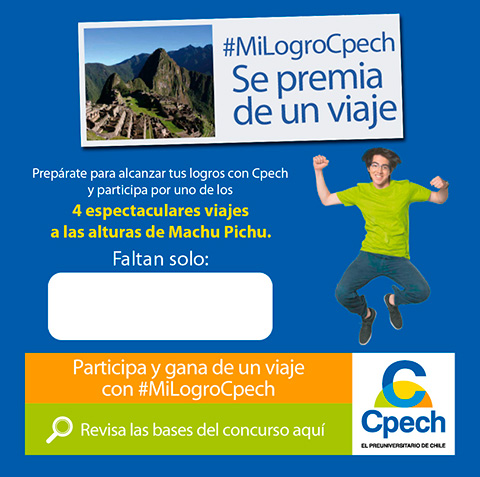 #MiLogroCpech
Se premia
de un viaje
Prepárate para alcanzar tus logros con Cpech
y participa por uno de los
4 espectaculares viajes
a las alturas de Machu Pichu.
Faltan solo:
Participa y gana de un viaje
con #MiLogroCpech
Revisa las bases del concurso aquí
Cpech
EL PREUNIVERSITARIO DE CHILE